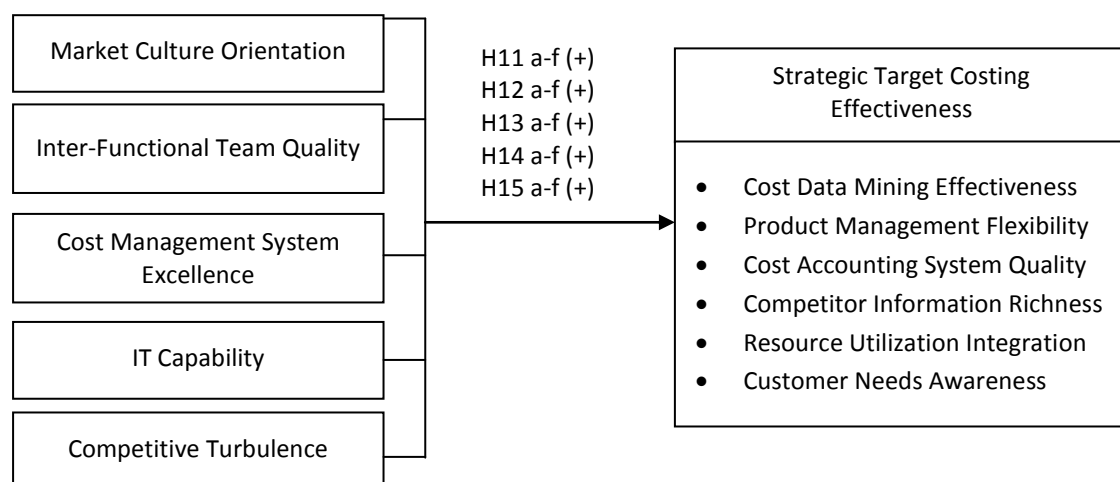 Market Culture Orientation
Inter-Functional Team Quality
Cost Management System
Excellence
IT Capability
Competitive Turbulence
H11 a-f (+)
H12 a-f (+)
H13 a-f (+)
H14 a-f (+)
H15 a-f (+)
Strategic Target Costing
Effectiveness
• Cost Data Mining Effectiveness
• Product Management Flexibility
• Cost Accounting System Quality
• Competitor Information Richness
• Resource Utilization Integration
• Customer Needs Awareness